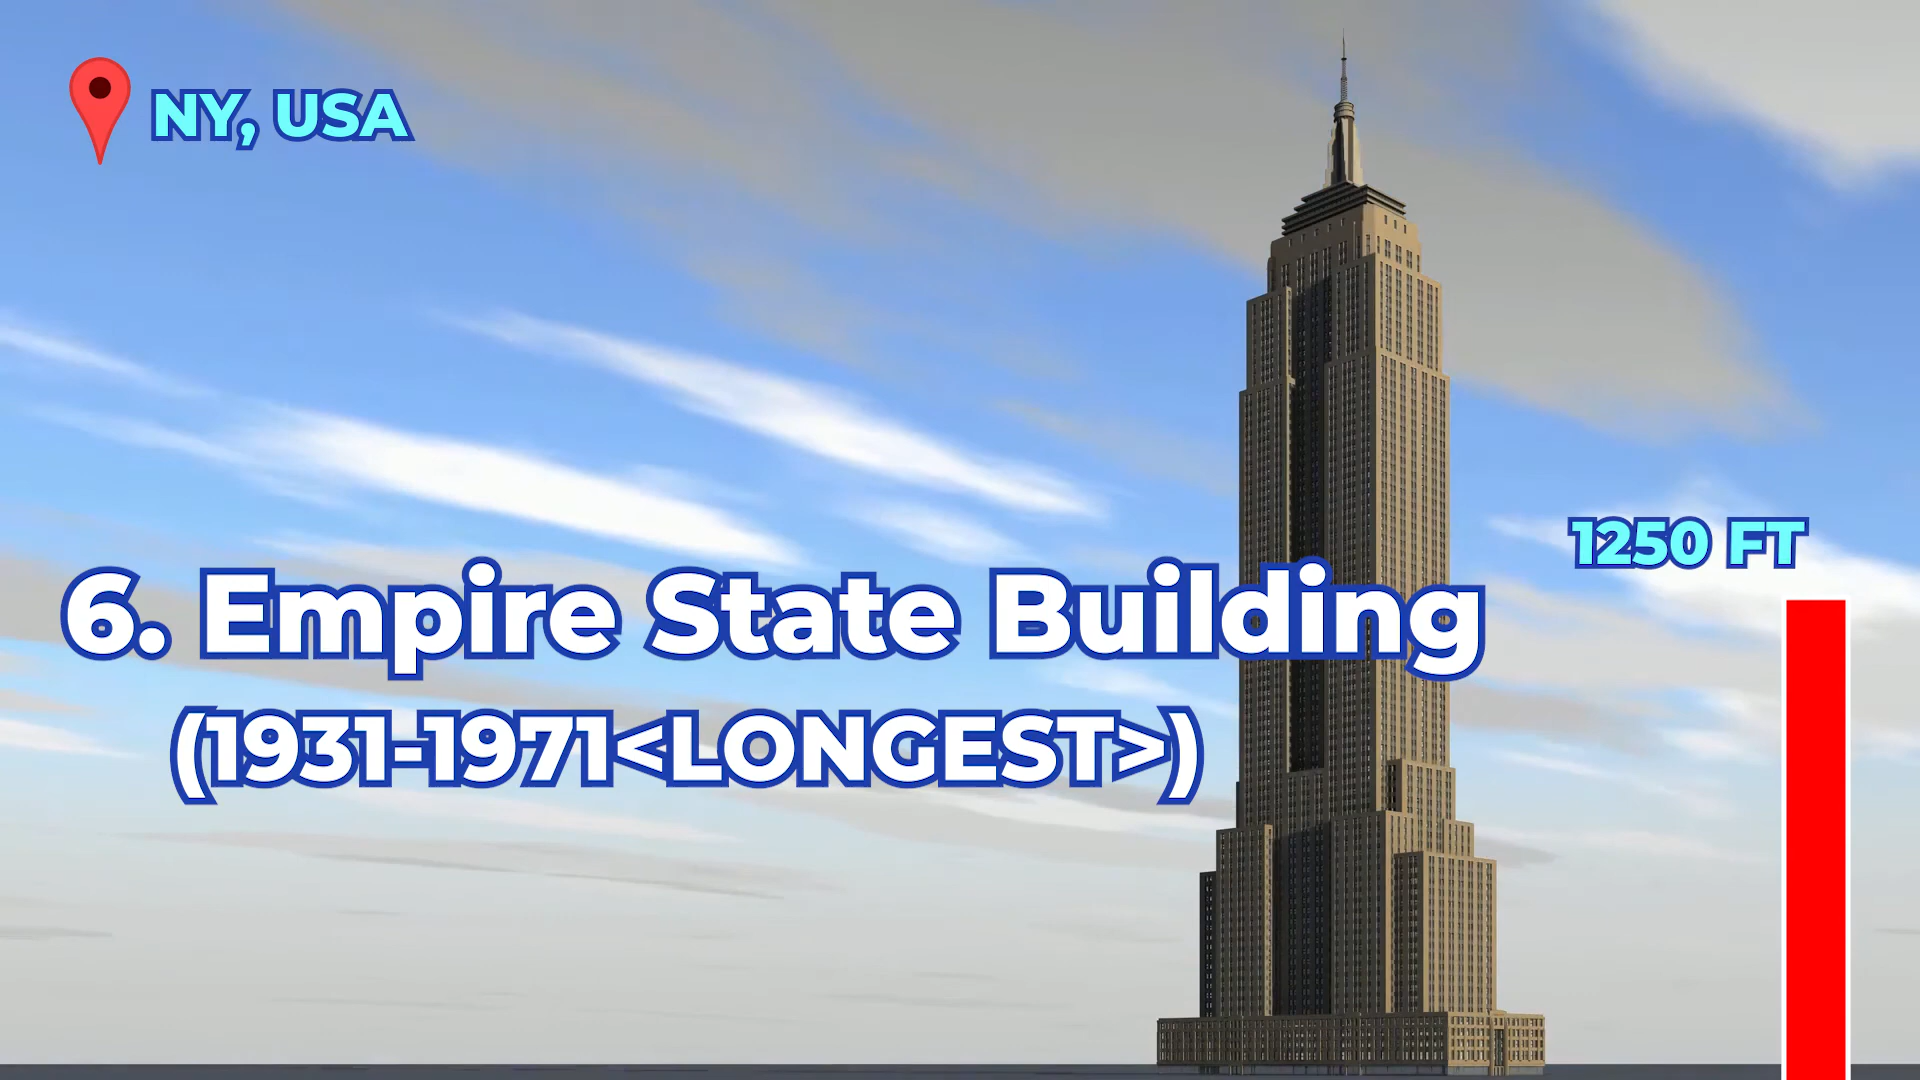 NY, USA
1250 FT
6. Empire State Building
(1931-1971<LONGEST>)